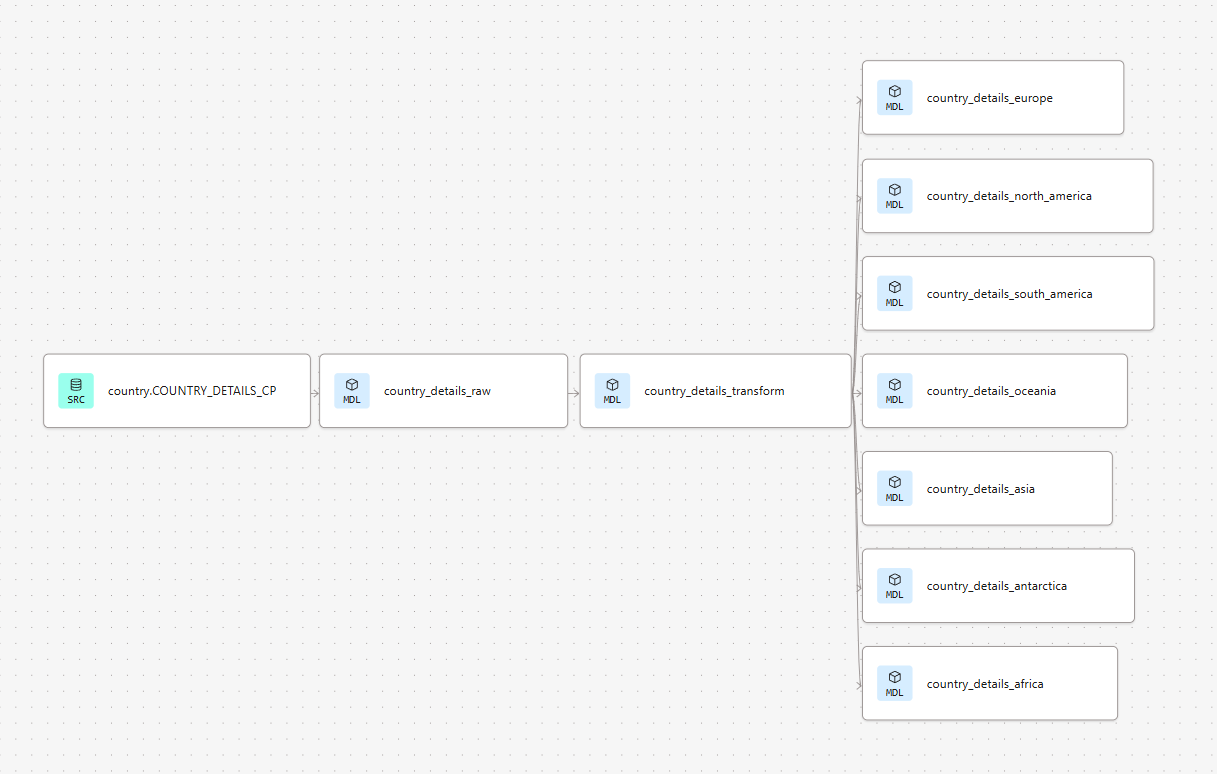 SRC
country.COUNTRY_DETAILS_CP
MDL
country_details_raw
MDL
country_details_transform
MDL
country_details_europe
MDL
country_details_north_america
MDL
country_details_south_america
MDL
country_details_oceania
MDL
country_details_asia
MDL
country_details_antarctica
MDL
country_details_africa